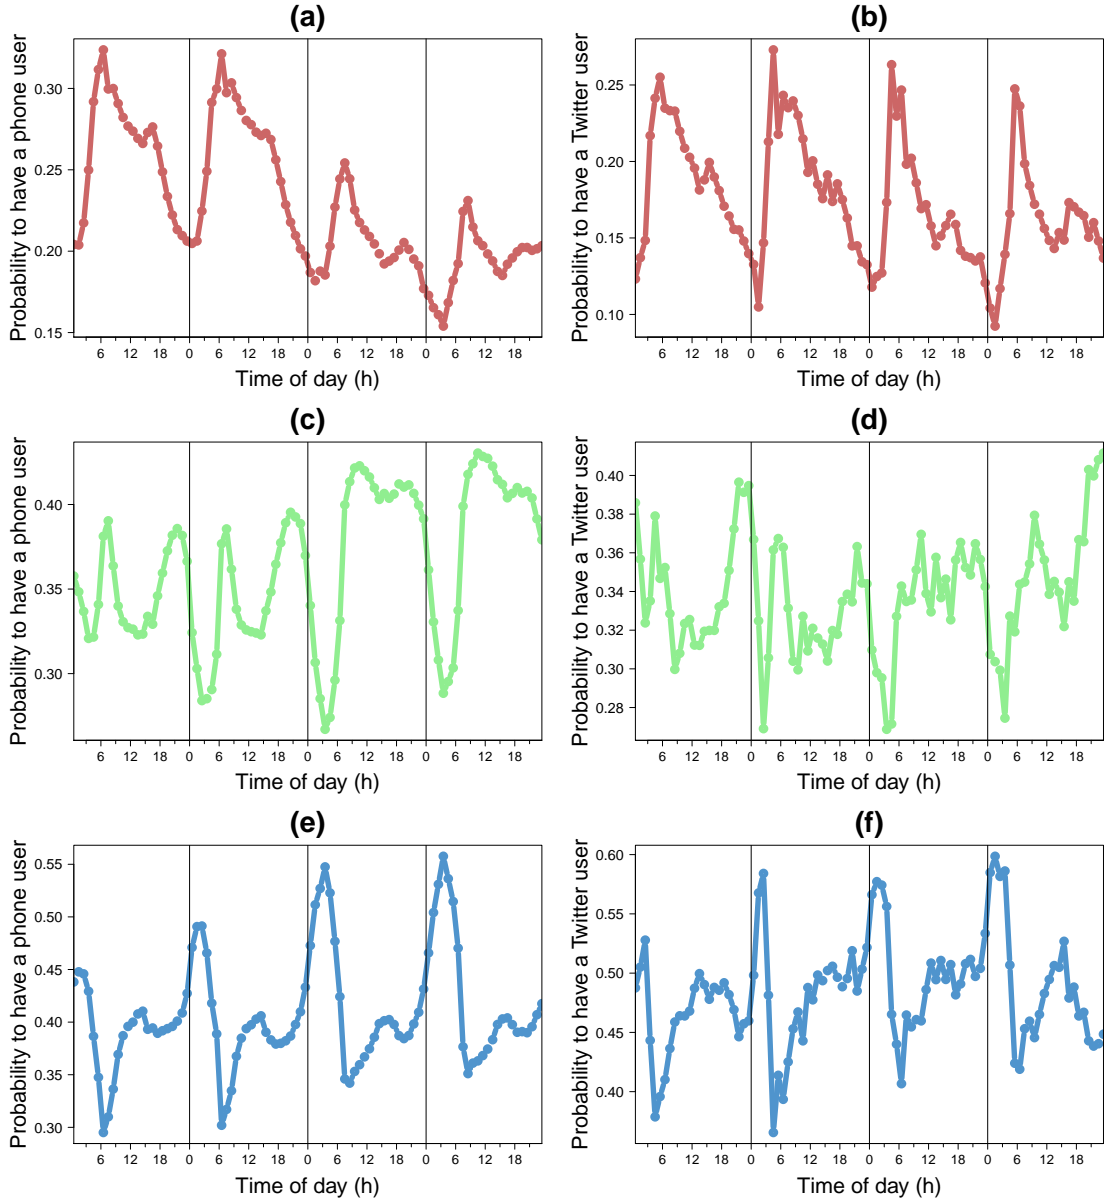 (a)
Probability to have a phone user
0.30
0.25
0.20
0.15
6 12 18 0 6 12 18 0 6 12 18 0 6 12 18
Time of day (h)
(b)
Probability to have a Twitter user
0.25
0.20
0.15
0.10
6 12 18 0 6 12 18 0 6 12 18 0 6 12 18
Time of day (h)
(c)
Probability to have a phone user
0.40
0.35
0.30
6 12 18 0 6 12 18 0 6 12 18 0 6 12 18
Time of day (h)
(d)
Probability to have a Twitter user
0.40
0.38
0.36
0.34
0.32
0.30
0.28
6 12 18 0 6 12 18 0 6 12 18 0 6 12 18
Time of day (h)
(e)
Probability to have a phone user
0.55
0.50
0.45
0.40
0.35
0.30
6 12 18 0 6 12 18 0 6 12 18 0 6 12 18
Time of day (h)
(f)
Probability to have a Twitter user
0.60
0.55
0.50
0.45
0.40
6 12 18 0 6 12 18 0 6 12 18 0 6 12 18
Time of day (h)